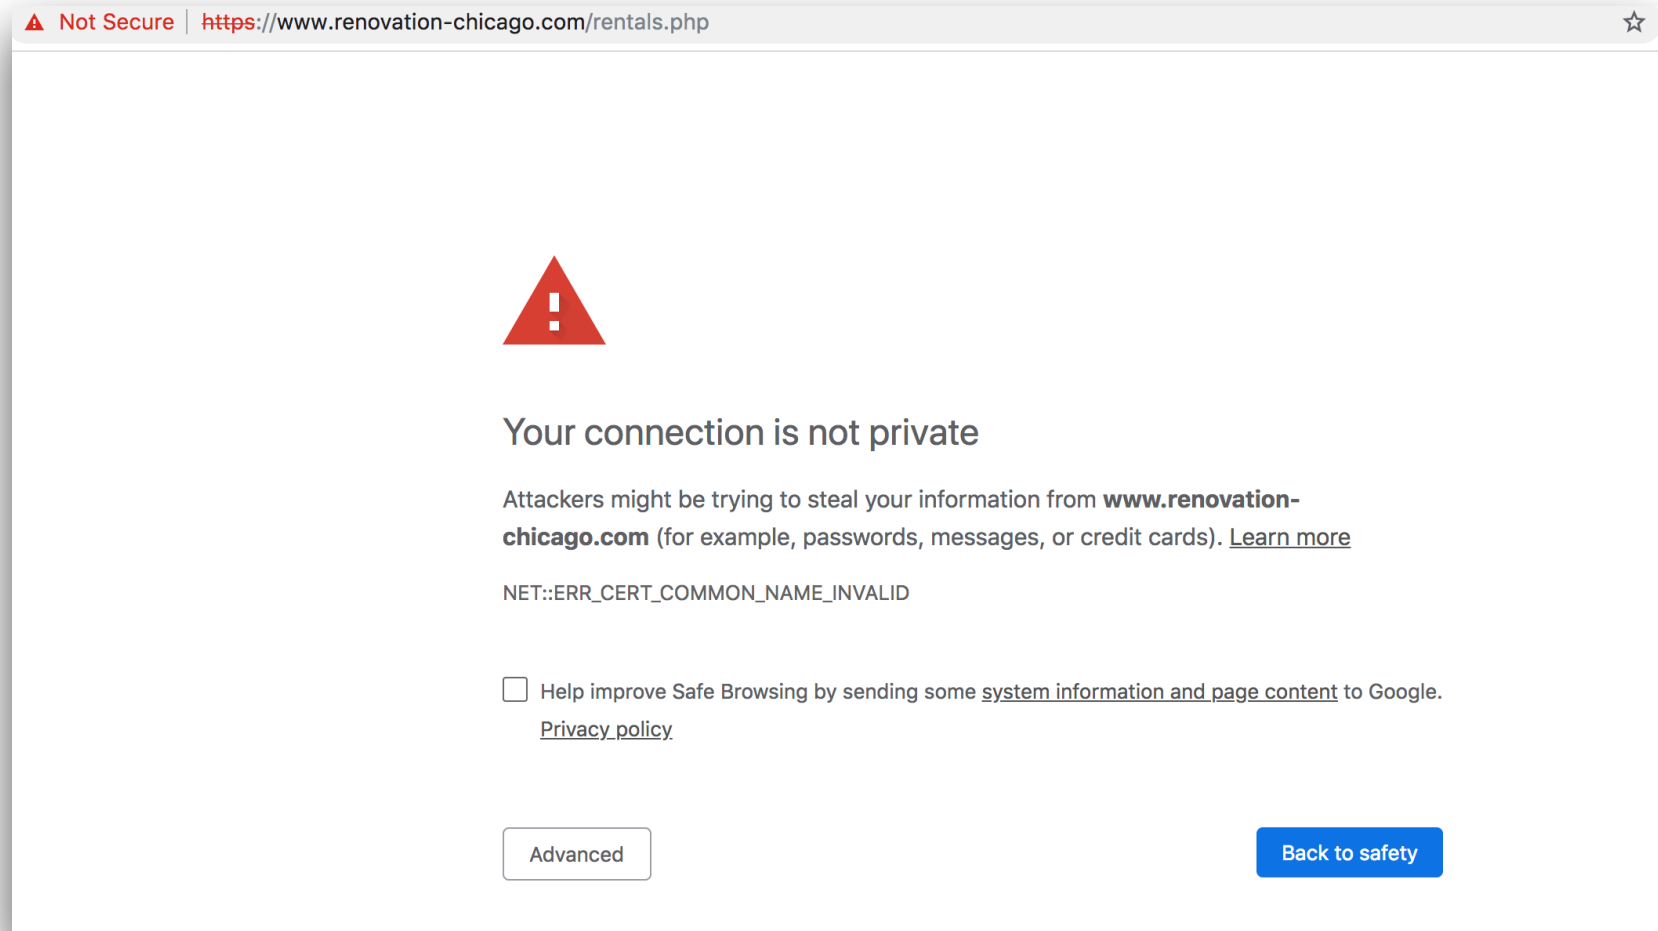 Not Secure | https://www.renovation-chicago.com/rentals.php
Your connection is not private
Attackers might be trying to steal your information from www.renovation-
chicago.com (for example, passwords, messages, or credit cards). Learn more
NET::ERR_CERT_COMMON_NAME_INVALID
Help improve Safe Browsing by sending some system information and page content to Google.
Privacy policy
Advanced
Back to safety